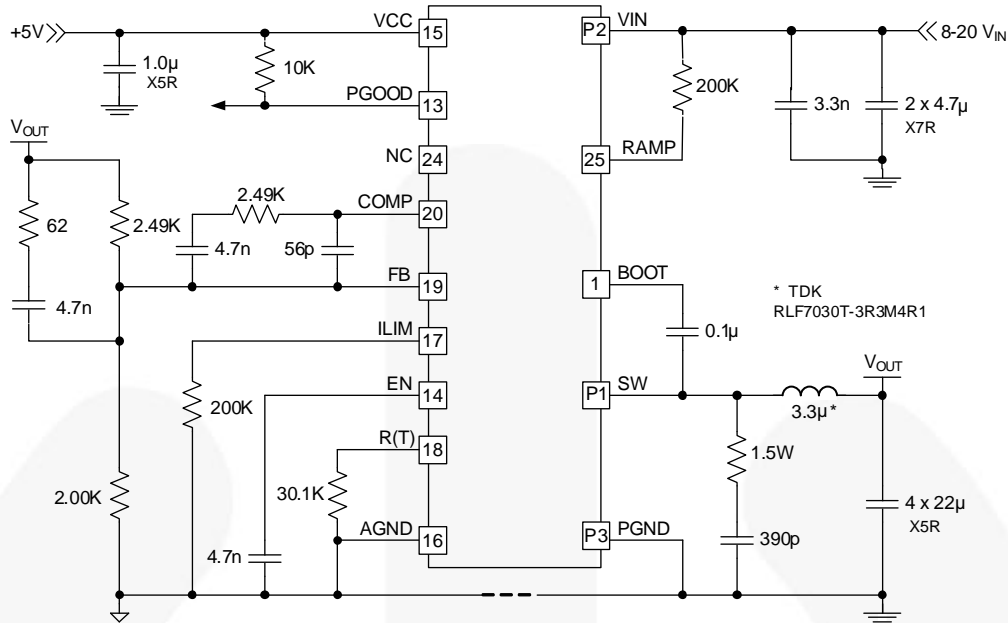 +5V
VCC
15
P2
VIN
8-20 VIN
1.0µ
X5R
10K
PGOOD
13
200K
3.3n
2 x 4.7µ
X7R
VOUT
NC
24
25
RAMP
62
2.49K
2.49K
COMP
20
4.7n
56p
4.7n
FB
19
1
BOOT
* TDK
RLF7030T-3R3M4R1
0.1µ
ILIM
17
200K
EN
14
P1
SW
VOUT
3.3µ*
R(T)
18
1.5W
2.00K
30.1K
4 x 22µ
X5R
AGND
16
P3
PGND
390p
4.7n